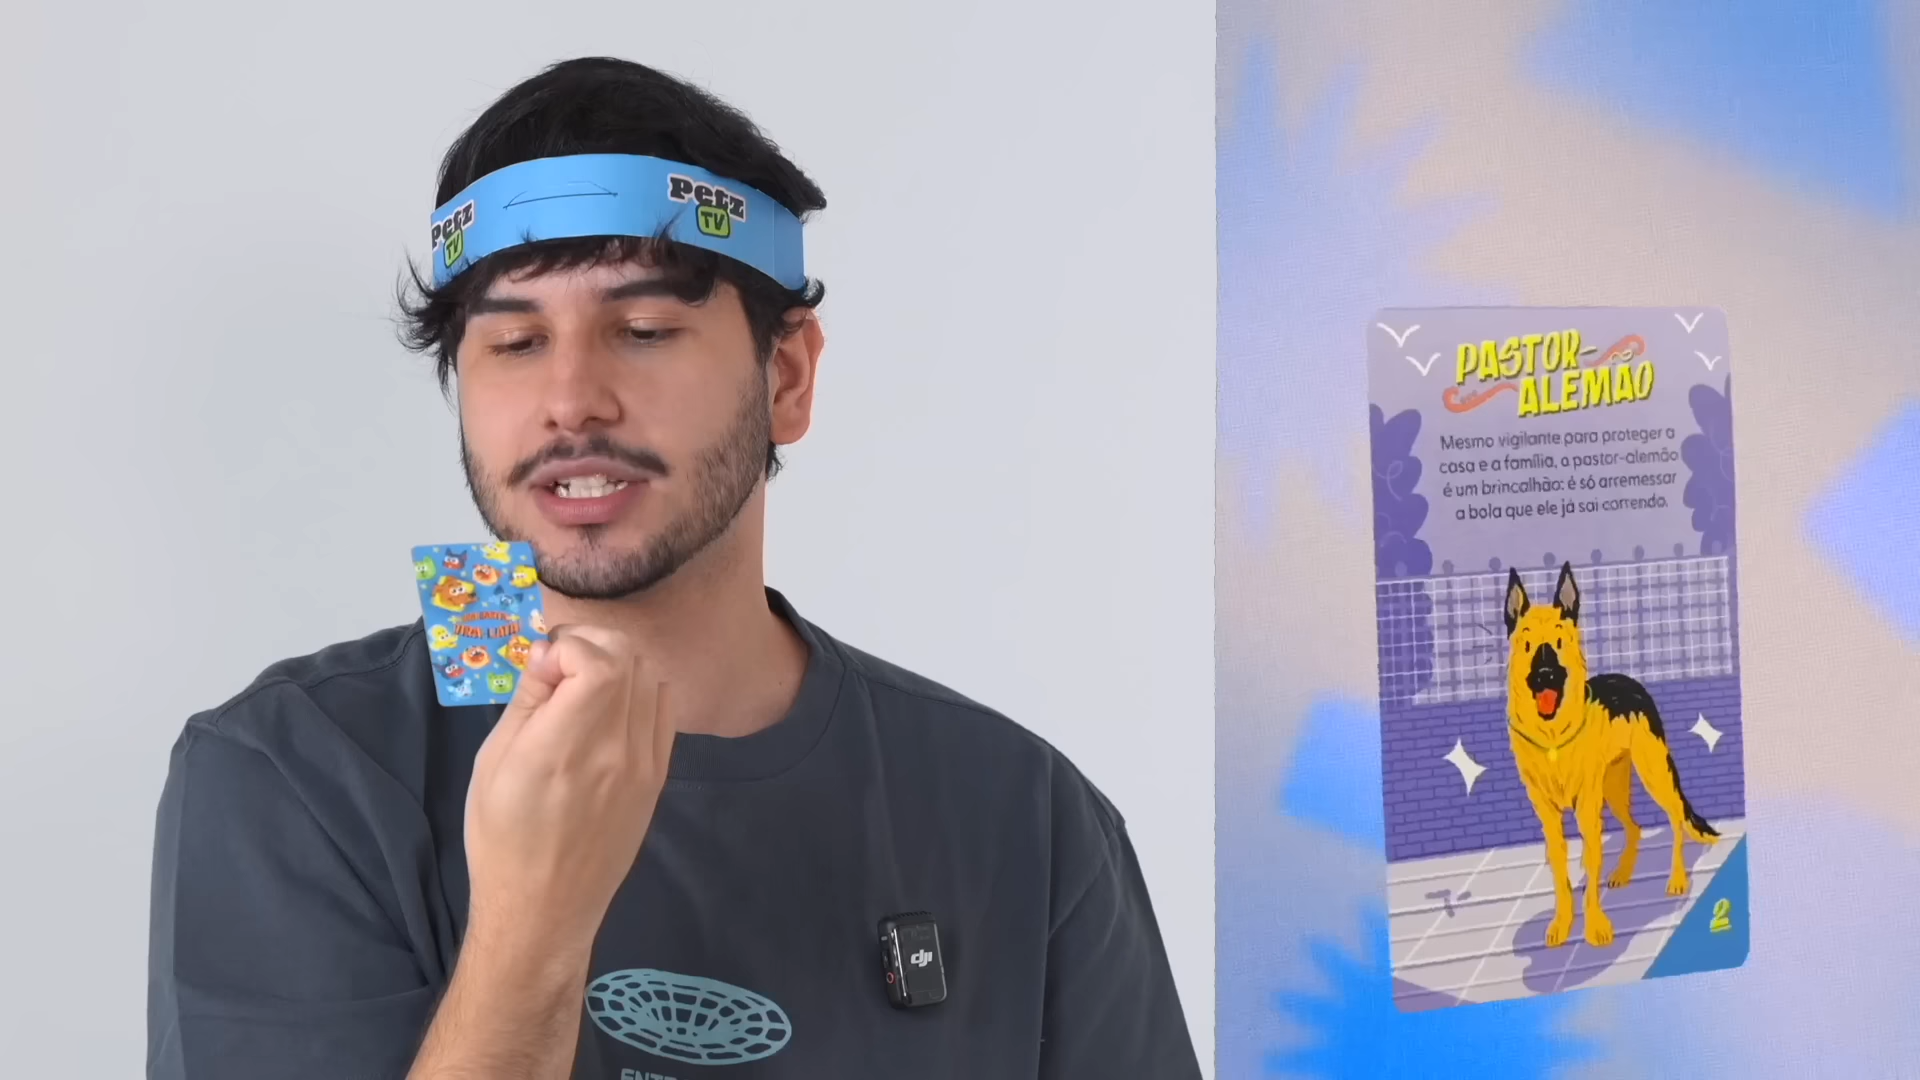 Petz
TV
Petz
TV
dji
PASTOR-
ALEMÃO
Mesmo vigilante para proteger a
casa e a família, o pastor-alemão
é um brincalhão: é só arremessar
a bola que ele já sai correndo.
2